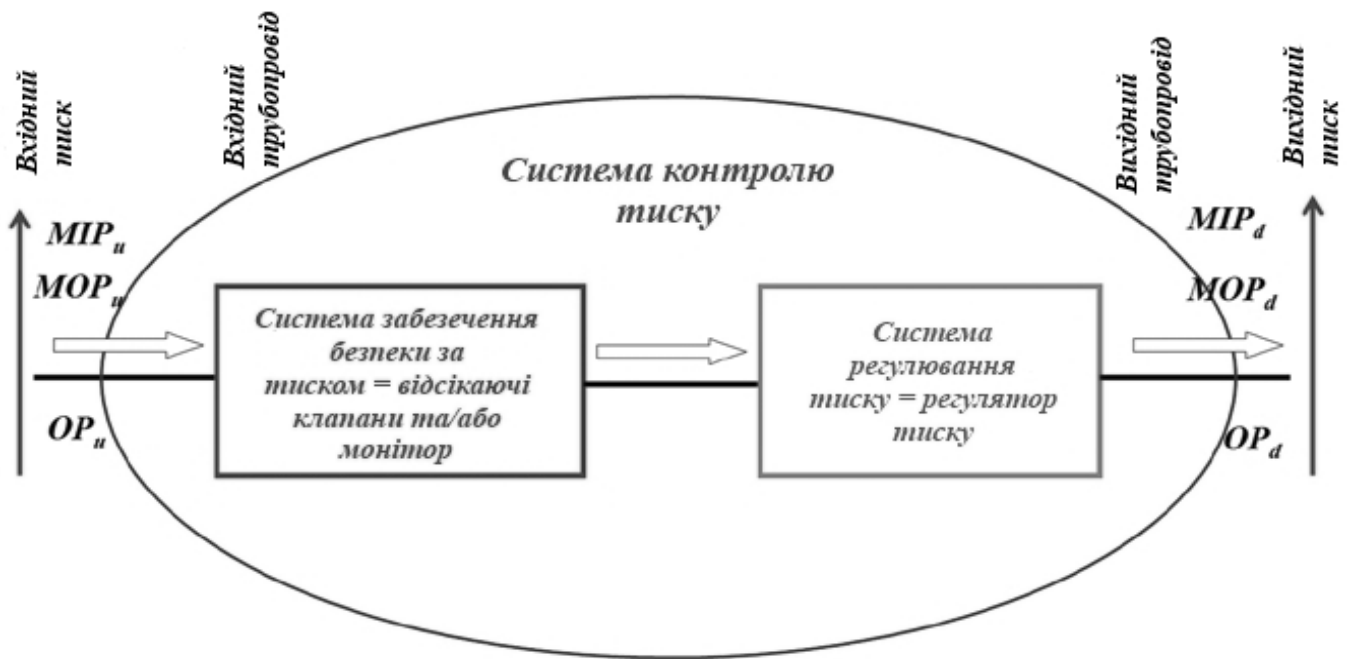 Вхідний
тиск
Вхідний
трубопровід
Система контролю
тиску
Вихідний
трубопровід
Вихідний
тиск
MIPu
MOPu
OPu
Система забезечення
безпеки за
тиском = відсікаючі
клапани та/або
монітор
Система
регулювання
тиску = регулятор
тиску
MIPd
MOPd
OPd